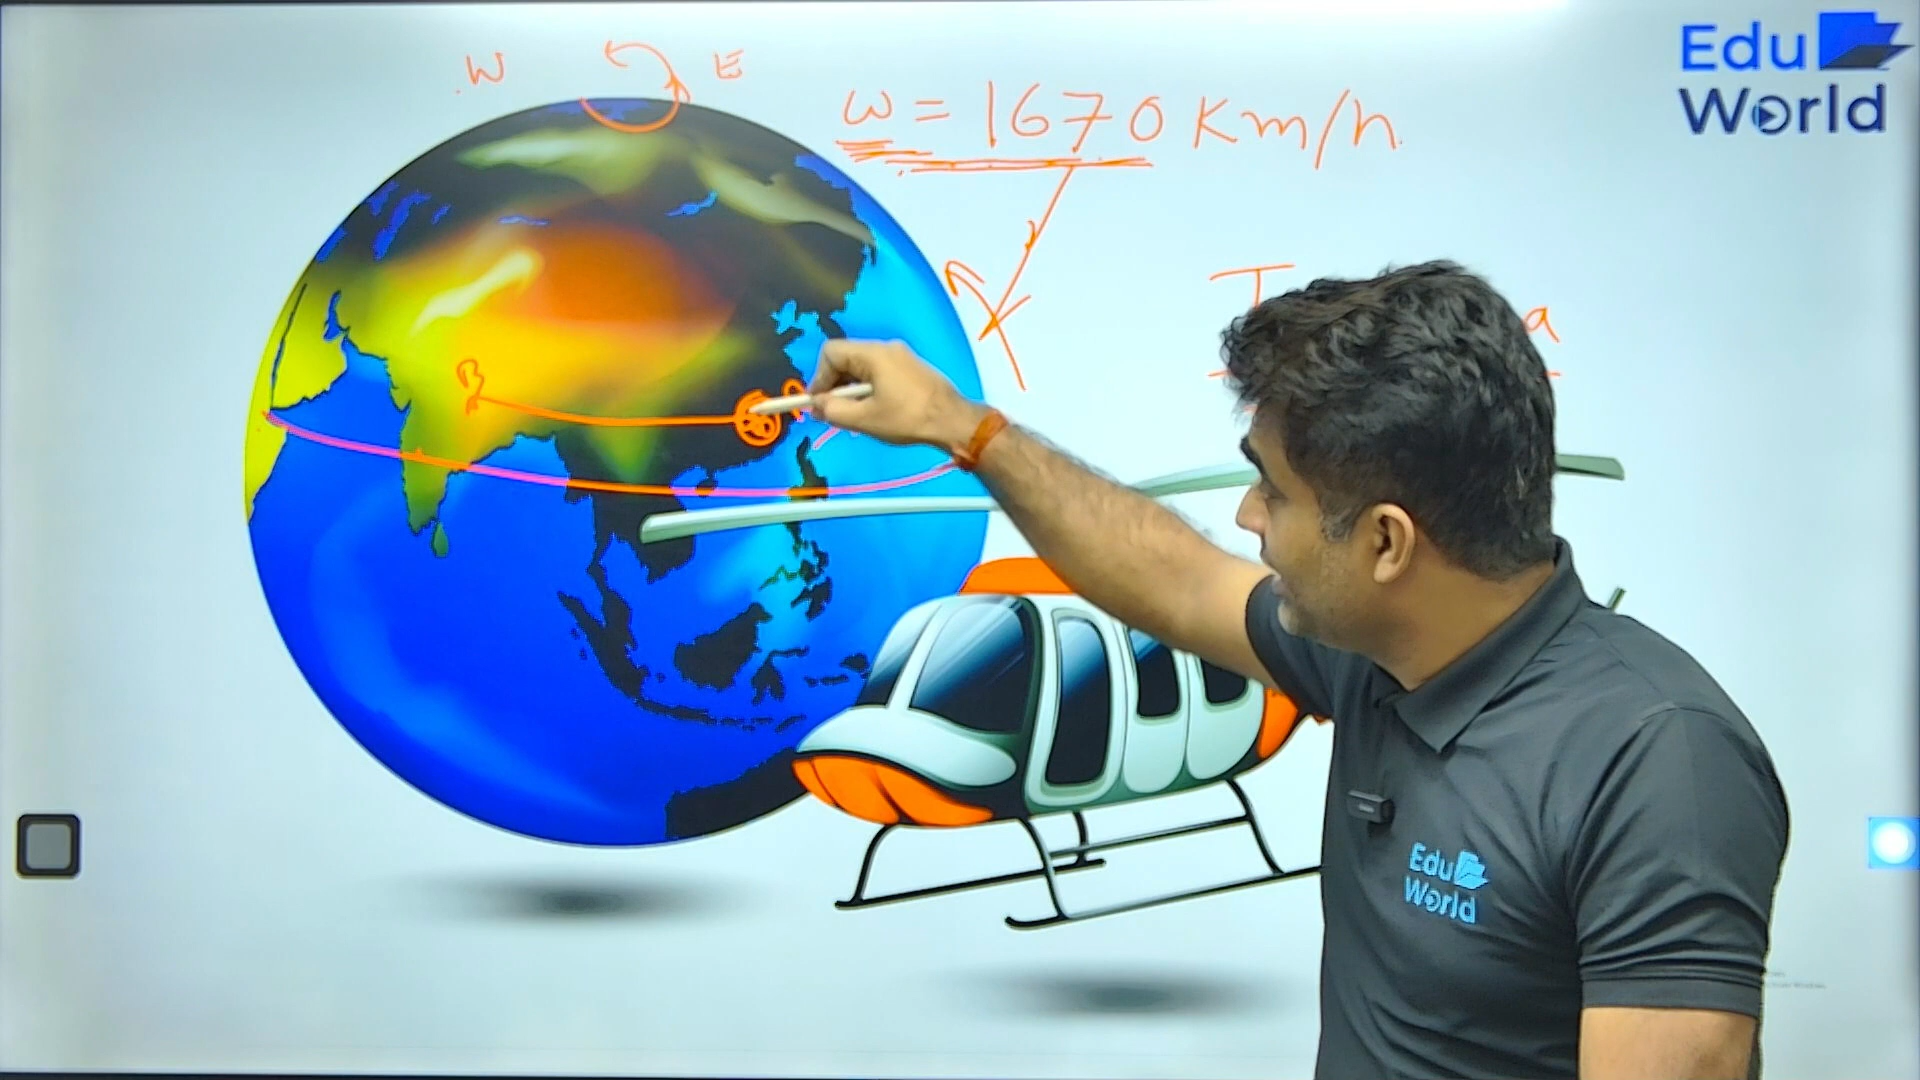 W E
ω = 1670 Km/h
Edu
World
B
Edu
World